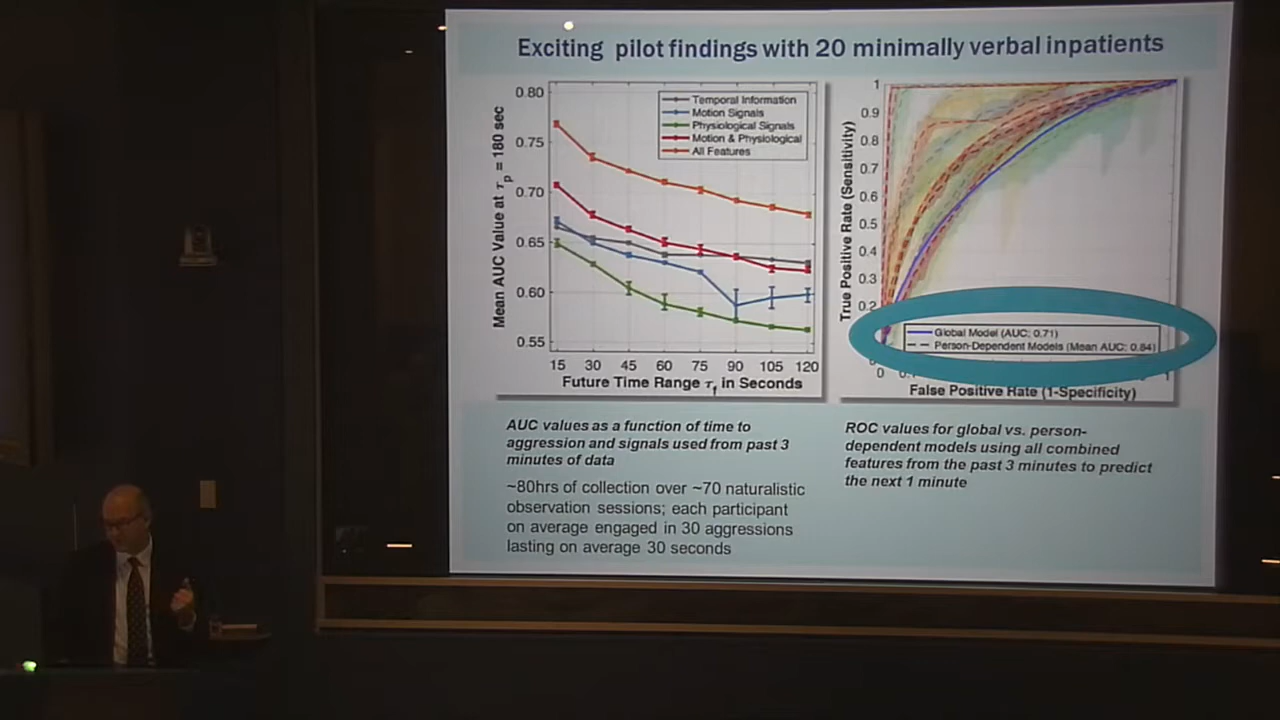 Exciting pilot findings with 20 minimally verbal inpatients
Mean AUC Value at τp = 180 sec
0.80
0.75
0.70
0.65
0.60
0.55
Temporal Information
Motion Signals
Physiological Signals
Motion & Physiological
All Features
15 30 45 60 75 90 105 120
Future Time Range τf in Seconds
True Positive Rate (Sensitivity)
1
0.9
0.8
0.7
0.6
0.5
0.4
0.3
0.2
Global Model (AUC: 0.71)
Person-Dependent Models (Mean AUC: 0.84)
0
1
False Positive Rate (1-Specificity)
AUC values as a function of time to
aggression and signals used from past 3
minutes of data
~80hrs of collection over ~70 naturalistic
observation sessions; each participant
on average engaged in 30 aggressions
lasting on average 30 seconds
ROC values for global vs. person-
dependent models using all combined
features from the past 3 minutes to predict
the next 1 minute